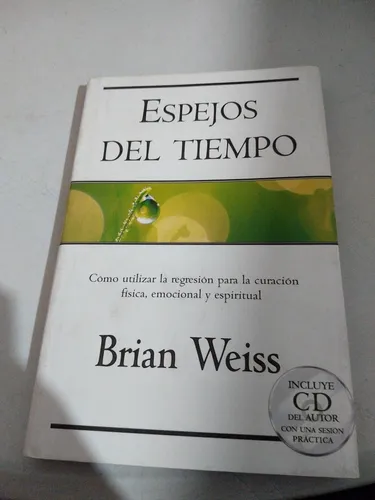 ESPEJOS
DEL TIEMPO
Cómo utilizar la regresión para la curación
física, emocional y espiritual
Brian Weiss
INCLUYE
CD
DEL AUTOR
CON UNA SESION
PRÁCTICA